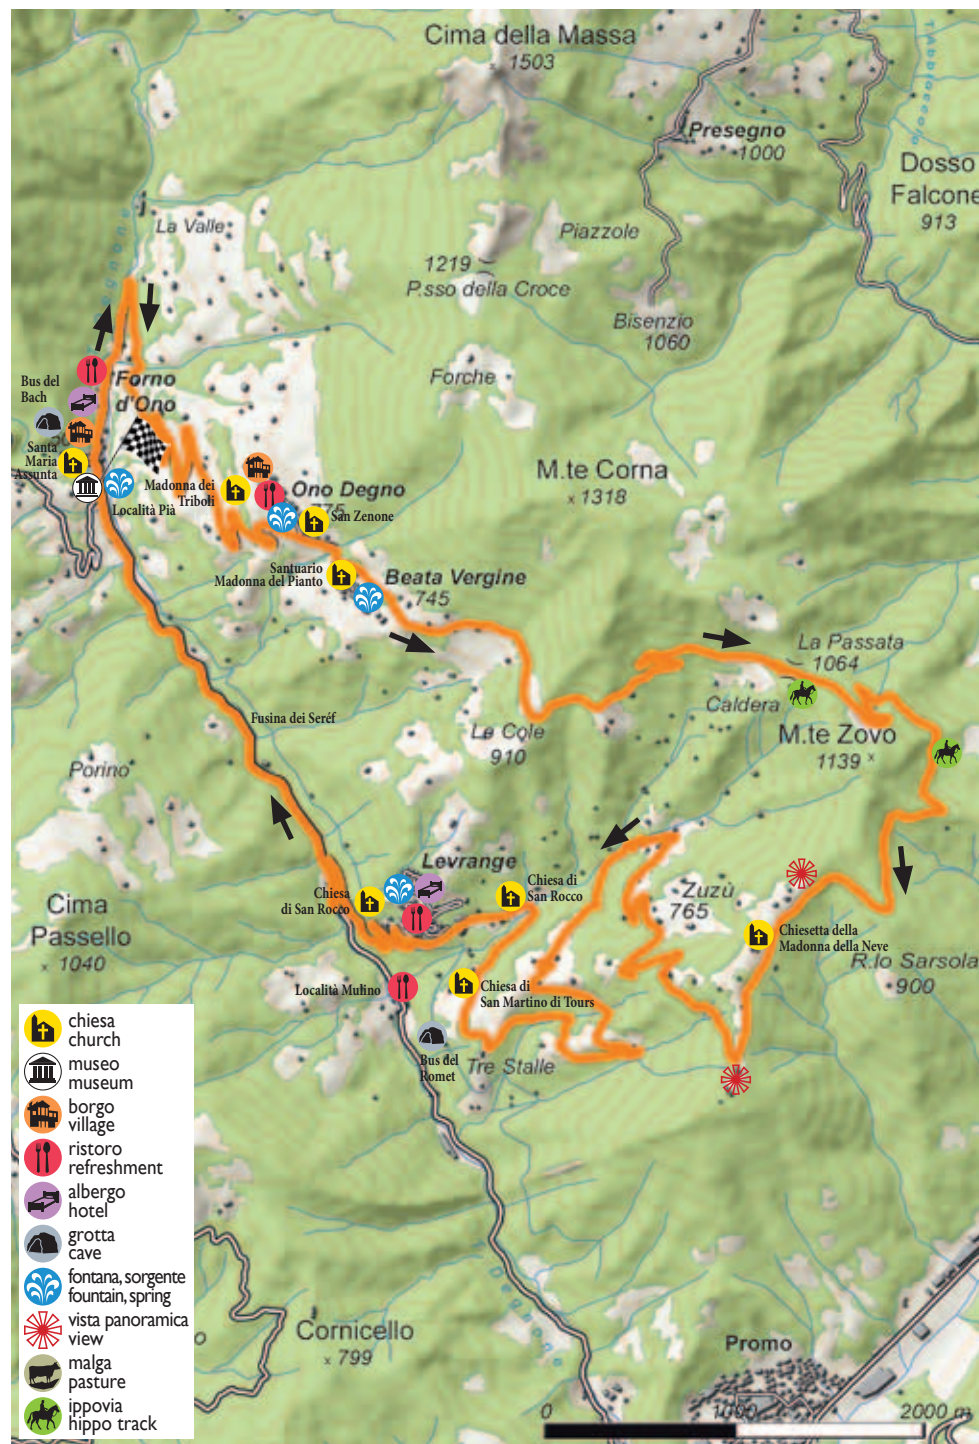 Cima della Massa
1503
Presegno
1000
Dosso
Falcone
913
La Valle
Piazzole
1219
P.sso della Croce
Bisenzio
1060
Forche
Bus del
Bach
Forno
d'Ono
Santa
Maria
Assunta
Località Pià
Madonna dei
Triboli
Ono Degno
775
San Zenone
M.te Corna
x 1318
Santuario
Madonna del Pianto
Beata Vergine
745
La Passata
1064
Caldera
Le Cole
910
M.te Zovo
1139 x
Fusina dei Seréf
Porino
Levrange
Chiesa
di San Rocco
Chiesa di
San Rocco
Zuzù
765
Cima
Passello
x 1040
Chiesetta della
Madonna della Neve
R.lo Sarsola
900
Località Mulino
Chiesa di
San Martino di Tours
Bus del
Romet
Tre Stalle
chiesa
church
museo
museum
borgo
village
ristoro
refreshment
albergo
hotel
grotta
cave
fontana, sorgente
fountain, spring
vista panoramica
view
malga
pasture
ippovia
hippo track
Cornicello
x 799
Promo
0 1000 2000 m